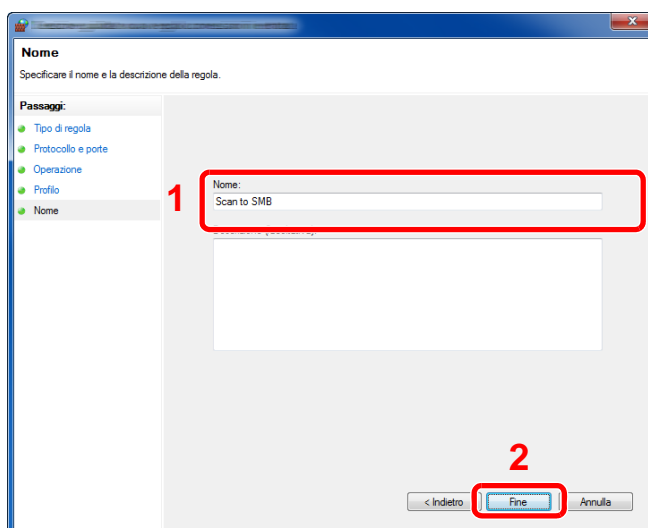 Nome
Specificare il nome e la descrizione della regola.
Passaggi:
Tipo di regola
Protocollo e porte
Operazione
Profilo
Nome
1
Nome:
Scan to SMB
2
< Indietro
Fine
Annulla